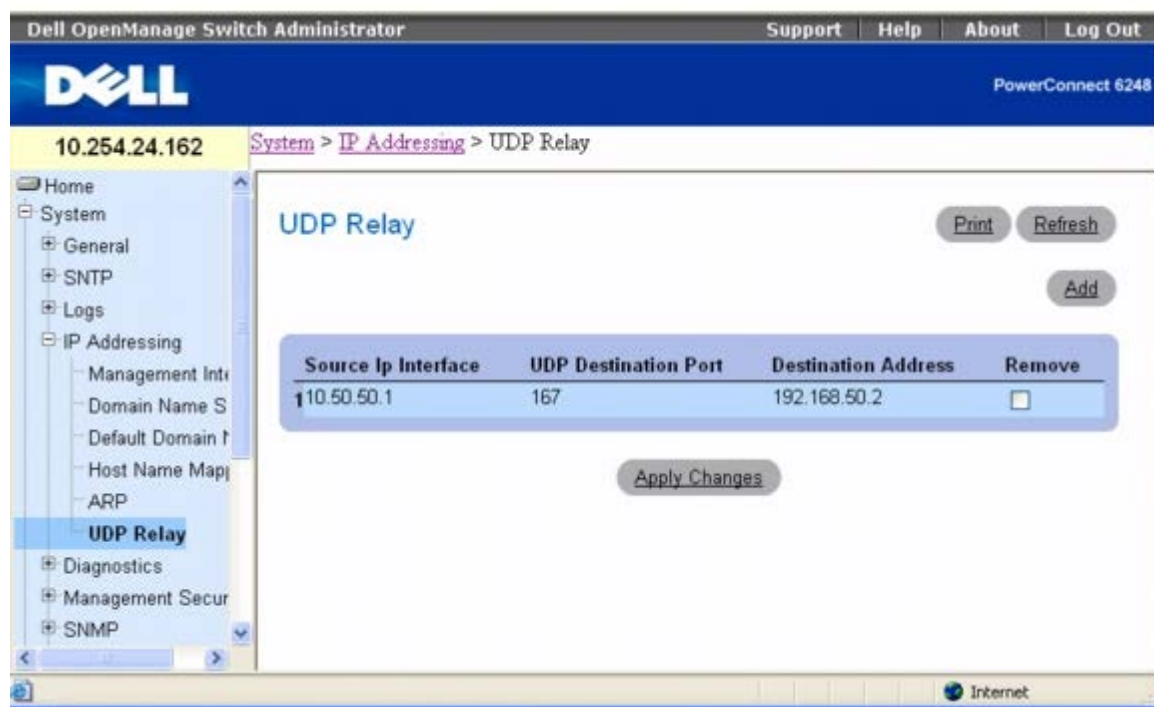 Dell OpenManage Switch Administrator Support Help About Log Out
DELL
PowerConnect 6248
10.254.24.162
System > IP Addressing > UDP Relay
Home
System
General
SNTP
Logs
IP Addressing
Management Inte
Domain Name S
Default Domain N
Host Name Mapp
ARP
UDP Relay
Diagnostics
Management Secur
SNMP
UDP Relay
Print Refresh
Add
Source Ip Interface UDP Destination Port Destination Address Remove
1 10.50.50.1 167 192.168.50.2
Apply Changes
Internet